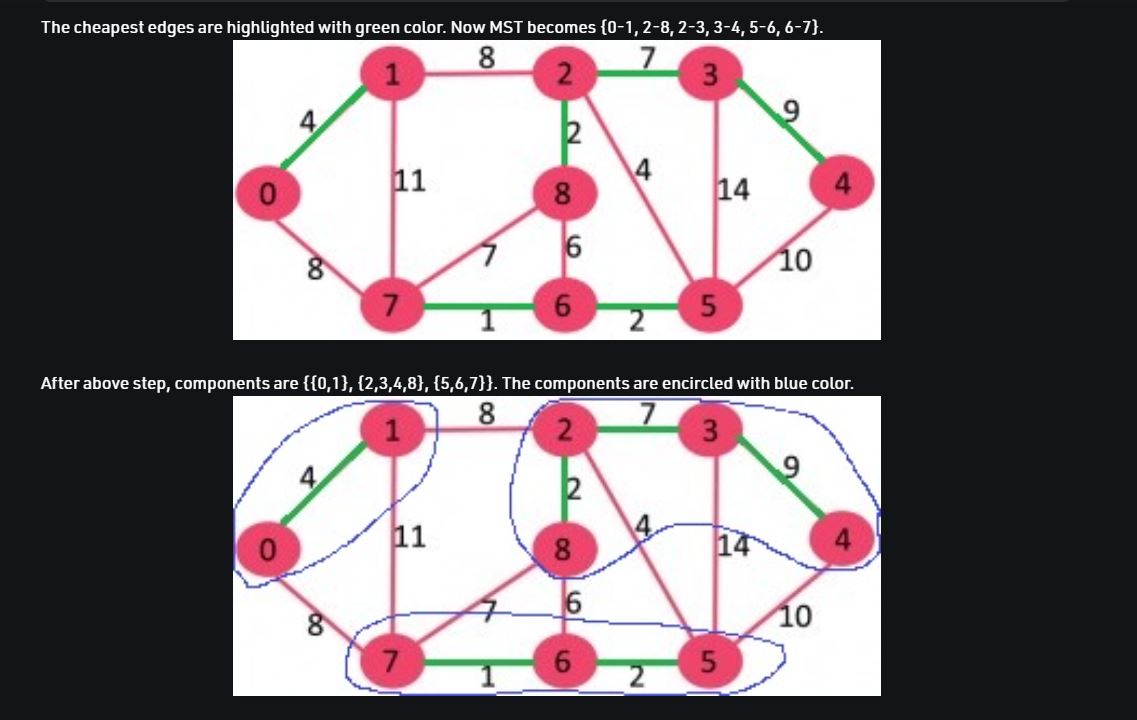 The cheapest edges are highlighted with green color. Now MST becomes {0-1, 2-8, 2-3, 3-4, 5-6, 6-7}.
8 7
1 2 3
4 2 9
11 4 14
0 8 4
7 6
8 10
7 6 5
1 2
After above step, components are {{0,1}, {2,3,4,8}, {5,6,7}}. The components are encircled with blue color.
8 7
1 2 3
4 2 9
11 4 14
0 8 4
7 6
8 10
7 6 5
1 2